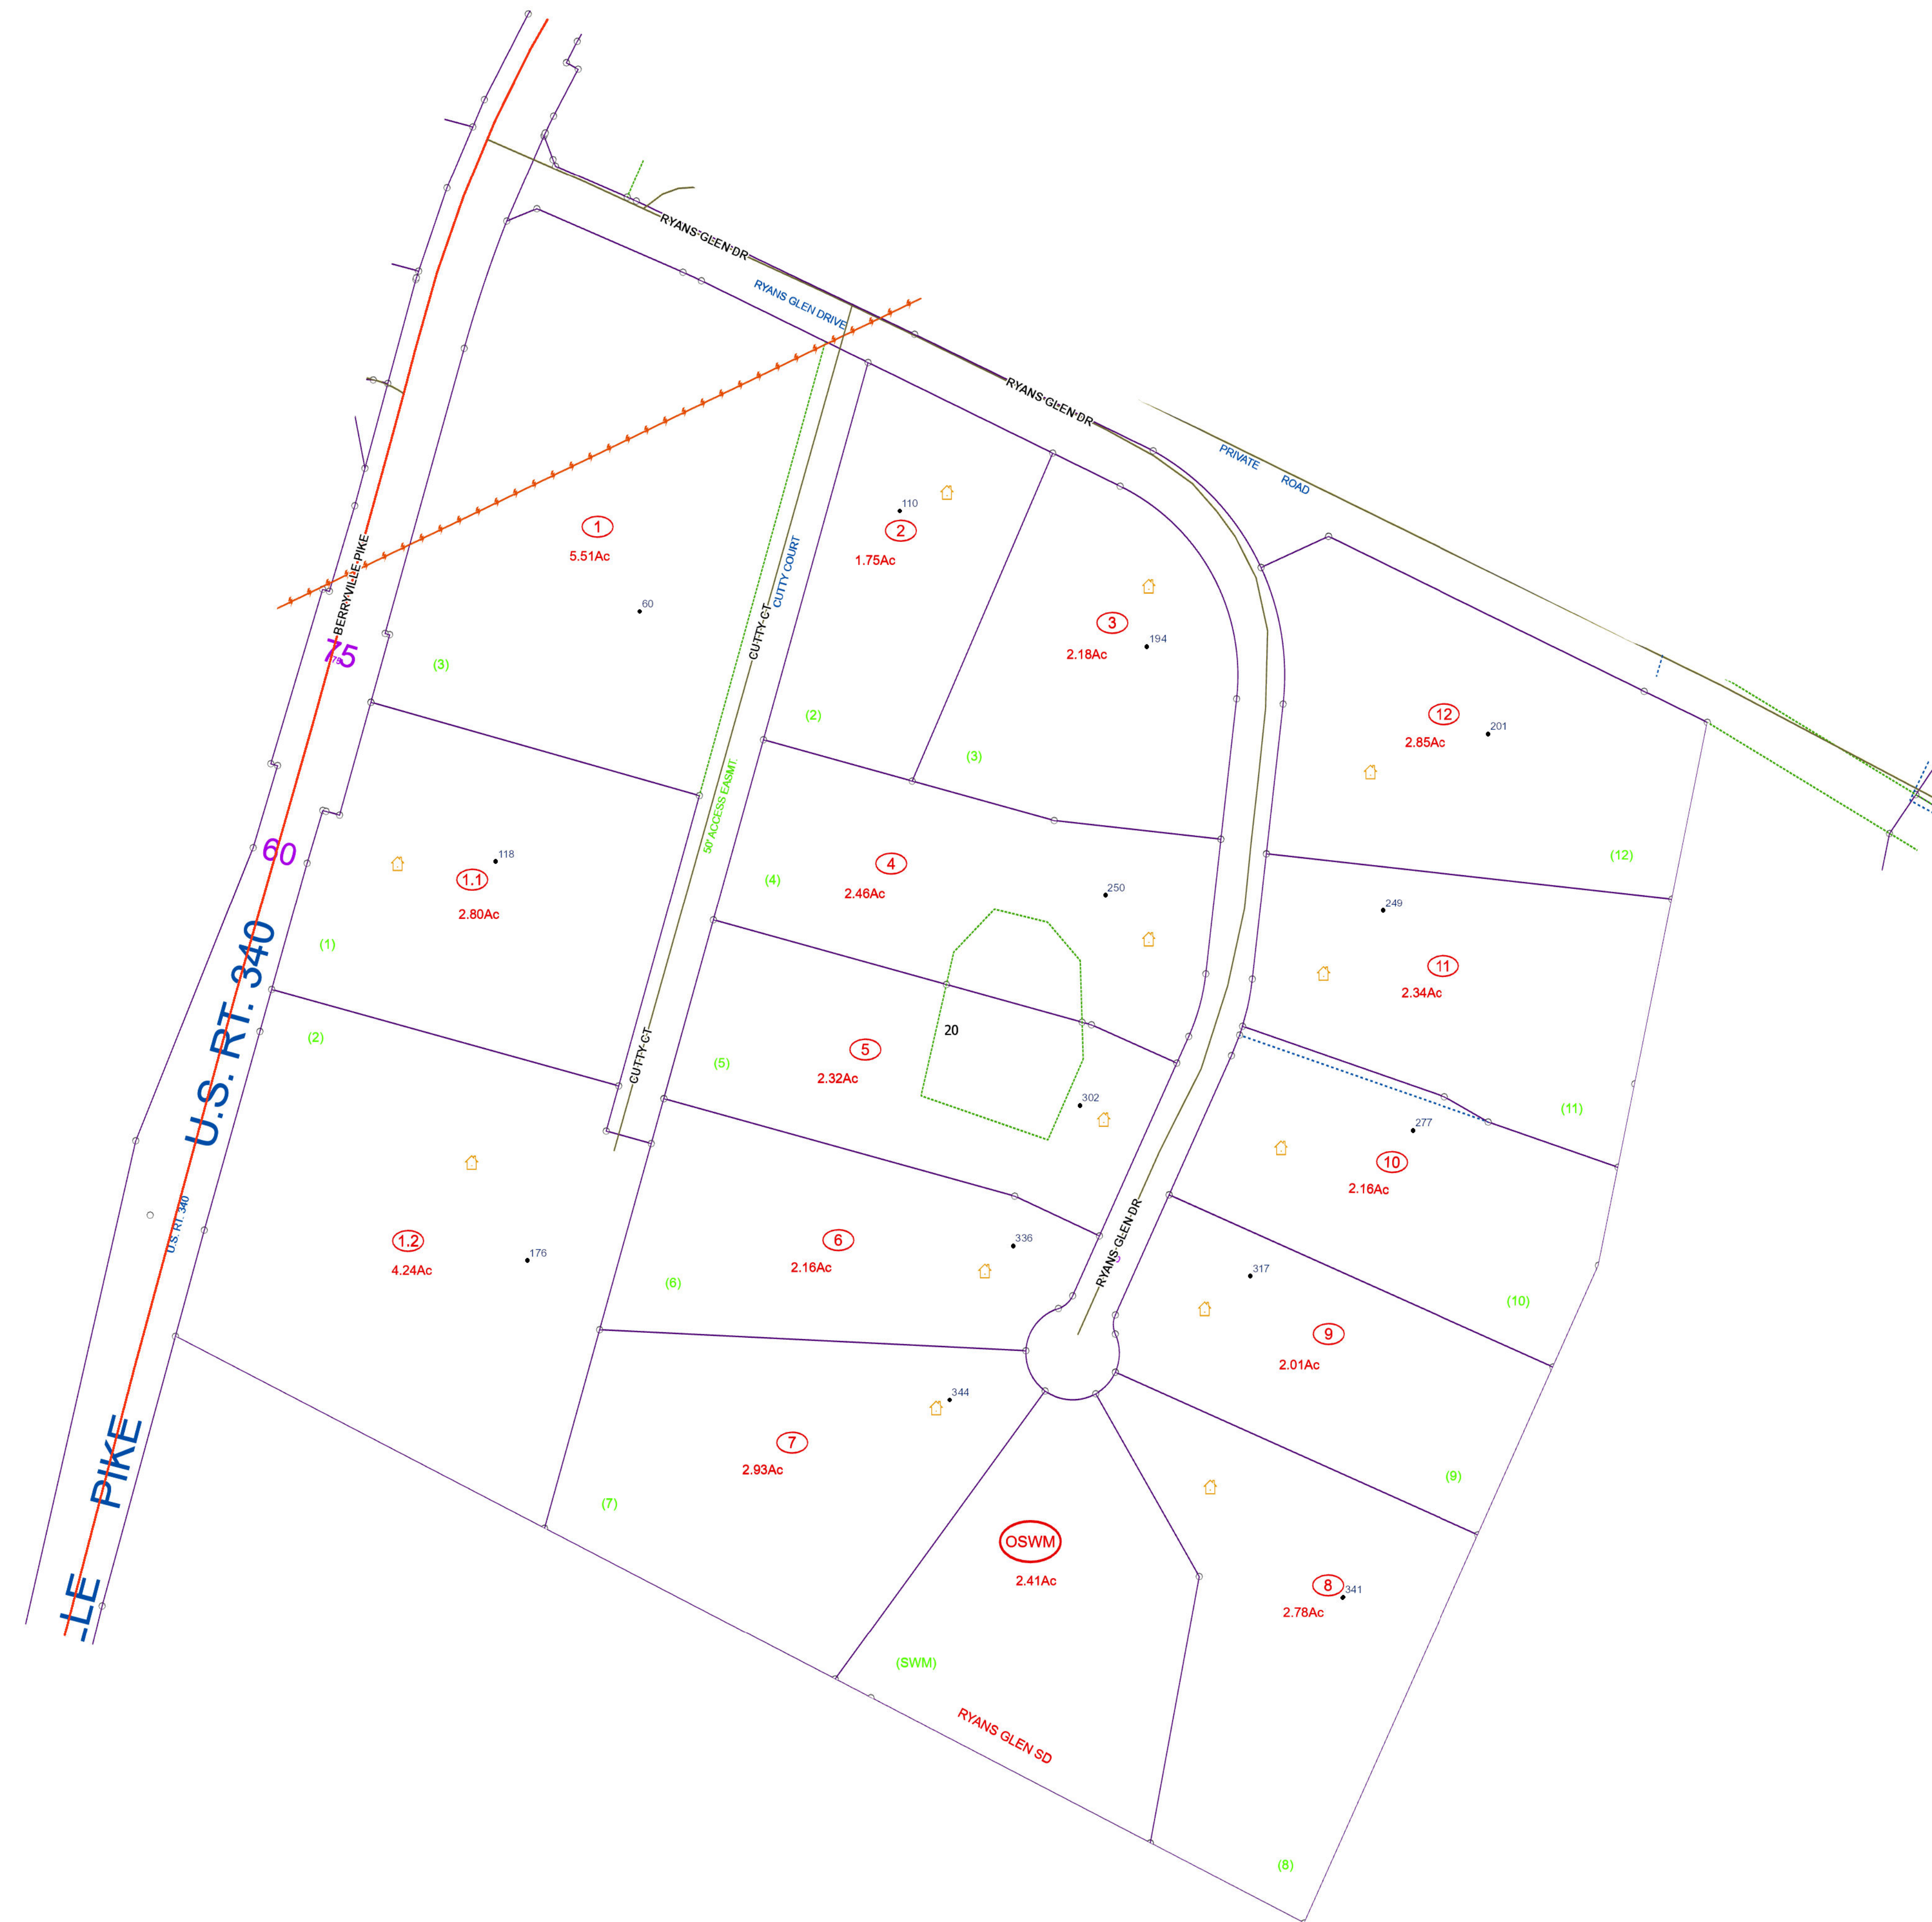 RYANS GLEN DR
RYANS GLEN DRIVE
RYANS GLEN DR
PRIVATE ROAD
110
2
1.75Ac
1
5.51Ac
60
(3)
BERRYVILLE PIKE
75
75
CUTTY COURT
CUTTY CT
3
2.18Ac
194
(2)
(3)
12
2.85Ac
201
(12)
50' ACCESS EASMT.
60
118
1.1
2.80Ac
(1)
4
2.46Ac
(4)
250
249
11
2.34Ac
(11)
U.S. RT. 340
(2)
CUTTY CT
20
5
2.32Ac
(5)
302
277
10
2.16Ac
(10)
U.S. RT. 340
1.2
4.24Ac
176
6
2.16Ac
(6)
336
RYANS GLEN DR
317
9
2.01Ac
(9)
344
7
2.93Ac
(7)
PIKE
LE
OSWM
2.41Ac
(SWM)
8
341
2.78Ac
(8)
RYANS GLEN SD